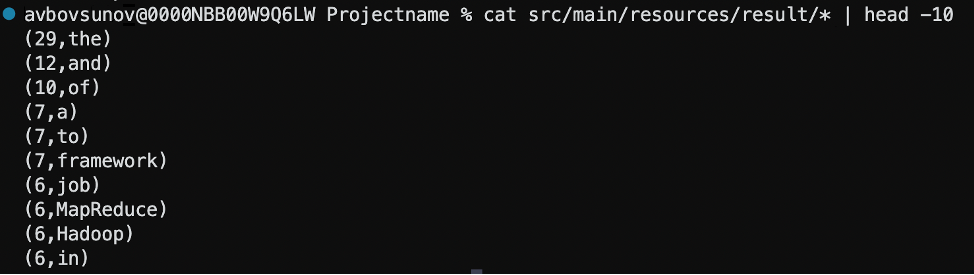 avbovsunov@0000NBB00W9Q6LW Projectname % cat src/main/resources/result/* | head -10
(29,the)
(12,and)
(10,of)
(7,a)
(7,to)
(7,framework)
(6,job)
(6,MapReduce)
(6,Hadoop)
(6,in)